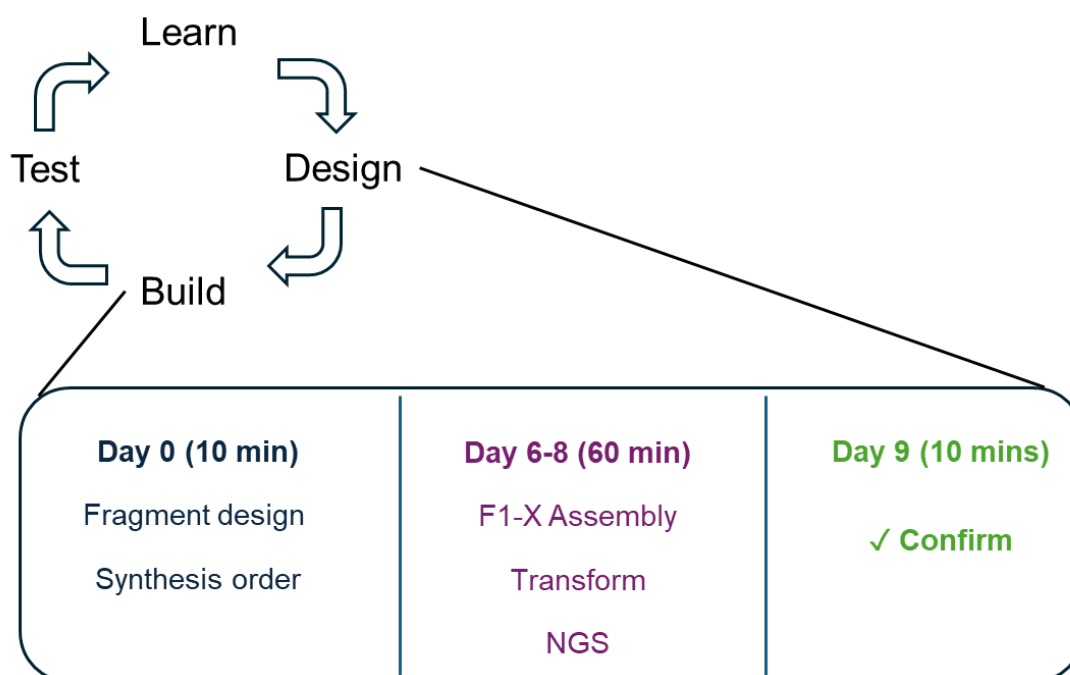 Learn
Test
Design
Build
Day 0 (10 min)
Fragment design
Synthesis order
Day 6-8 (60 min)
F1-X Assembly
Transform
NGS
Day 9 (10 mins)
✓ Confirm